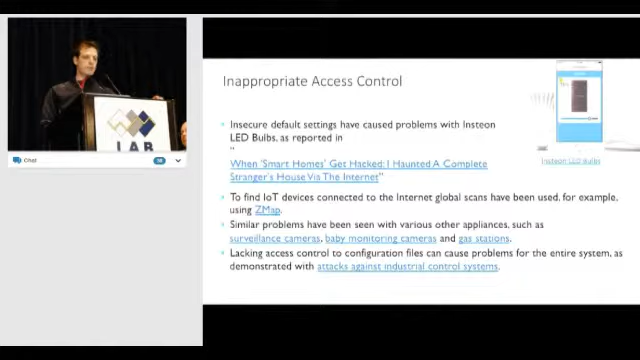 LAB
Chat
Inappropriate Access Control
Insecure default settings have caused problems with Insteon
LED Bulbs, as reported in
“
When ‘Smart Homes’ Get Hacked: I Haunted A Complete
Stranger's House Via The Internet”
Insteon LED Bulbs
To find IoT devices connected to the Internet global scans have been used, for example,
using ZMap.
Similar problems have been seen with various other appliances, such as
surveillance cameras, baby monitoring cameras and gas stations.
Lacking access control to configuration files can cause problems for the entire system, as
demonstrated with attacks against industrial control systems.